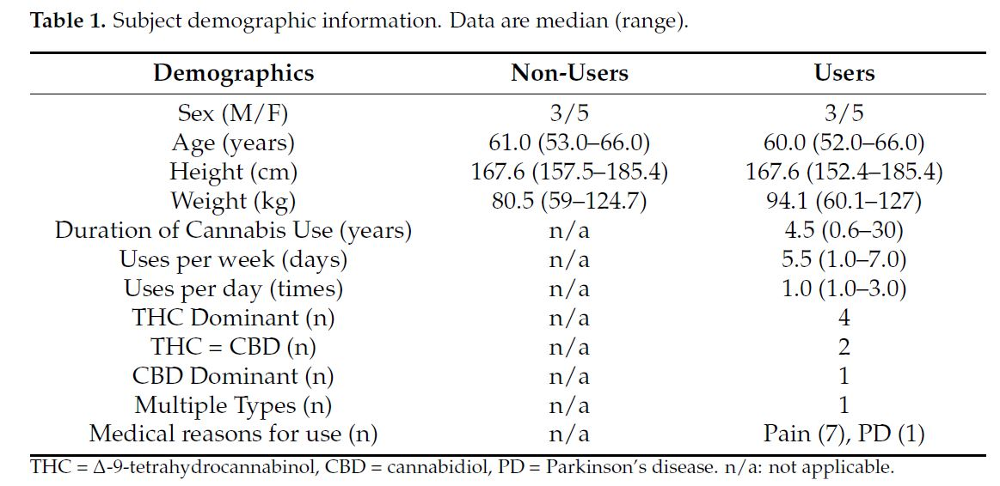 Table 1. Subject demographic information. Data are median (range).
Demographics Non-Users Users
Sex (M/F) 3/5 3/5
Age (years) 61.0 (53.0–66.0) 60.0 (52.0–66.0)
Height (cm) 167.6 (157.5–185.4) 167.6 (152.4–185.4)
Weight (kg) 80.5 (59–124.7) 94.1 (60.1–127)
Duration of Cannabis Use (years) n/a 4.5 (0.6–30)
Uses per week (days) n/a 5.5 (1.0–7.0)
Uses per day (times) n/a 1.0 (1.0–3.0)
THC Dominant (n) n/a 4
THC = CBD (n) n/a 2
CBD Dominant (n) n/a 1
Multiple Types (n) n/a 1
Medical reasons for use (n) n/a Pain (7), PD (1)
THC = Δ-9-tetrahydrocannabinol, CBD = cannabidiol, PD = Parkinson’s disease. n/a: not applicable.